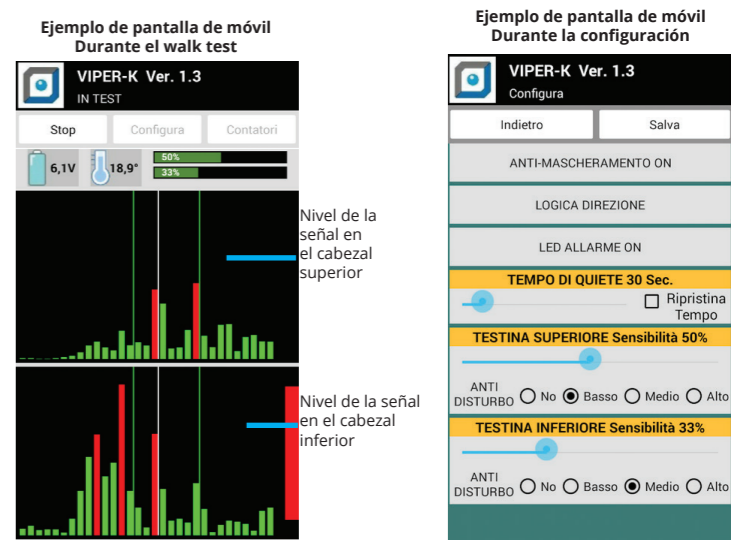 Ejemplo de pantalla de móvil
Durante el walk test
VIPER-K Ver. 1.3
IN TEST
Stop
Configura
Contatori
6,1V
18,9°
50%
33%
Nivel de la
señal en
el cabezal
superior
Nivel de la señal
en el cabezal
inferior
Ejemplo de pantalla de móvil
Durante la configuración
VIPER-K Ver. 1.3
Configura
Indietro
Salva
ANTI-MASCHERAMENTO ON
LOGICA DIREZIONE
LED ALLARME ON
TEMPO DI QUIETE 30 Sec.
Ripristina
Tempo
TESTINA SUPERIORE Sensibilità 50%
ANTI
DISTURBO
No Basso Medio Alto
TESTINA INFERIORE Sensibilità 33%
ANTI
DISTURBO
No Basso Medio Alto